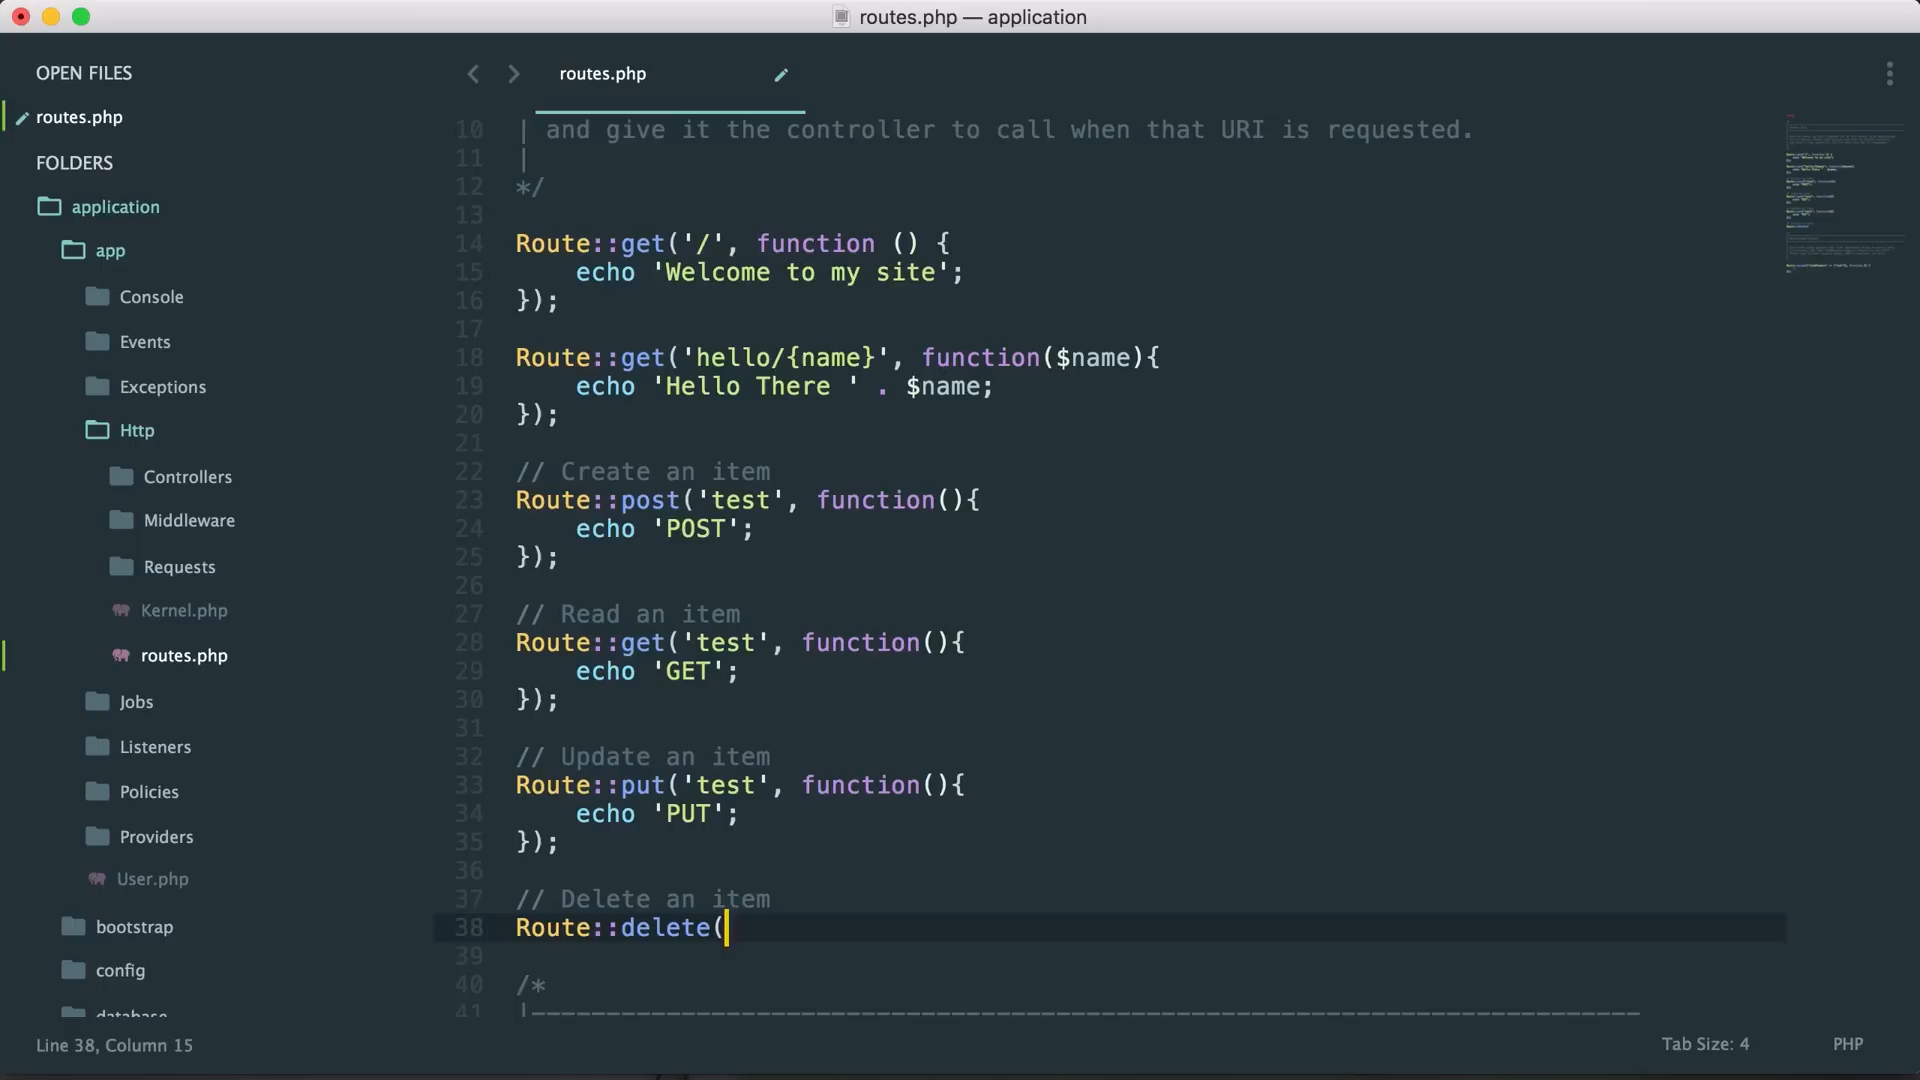 routes.php — application
OPEN FILES
routes.php
FOLDERS
application
app
Console
Events
Exceptions
Http
Controllers
Middleware
Requests
Kernel.php
routes.php
Jobs
Listeners
Policies
Providers
User.php
bootstrap
config
database
routes.php
10 | and give it the controller to call when that URI is requested.
11 |
12 */
13
14 Route::get('/', function () {
15     echo 'Welcome to my site';
16 });
17
18 Route::get('hello/{name}', function($name){
19     echo 'Hello There ' . $name;
20 });
21
22 // Create an item
23 Route::post('test', function(){
24     echo 'POST';
25 });
26
27 // Read an item
28 Route::get('test', function(){
29     echo 'GET';
30 });
31
32 // Update an item
33 Route::put('test', function(){
34     echo 'PUT';
35 });
36
37 // Delete an item
38 Route::delete(
39
40 /*
41 |--------------------------------------------------------------------------
Line 38, Column 15
Tab Size: 4
PHP